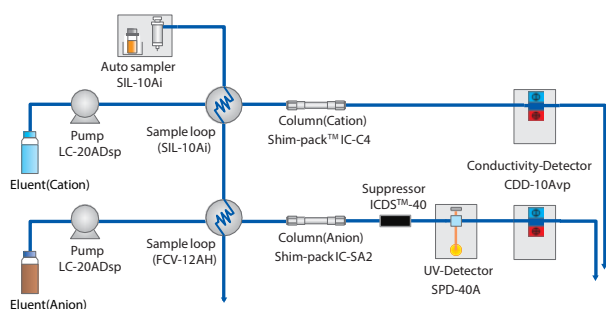 Auto sampler
SIL-10Ai
Pump
LC-20ADsp
Sample loop
(SIL-10Ai)
Column(Cation)
Shim-pack™ IC-C4
Conductivity-Detector
CDD-10Avp
Eluent(Cation)
Suppressor
ICDS™-40
Pump
LC-20ADsp
Sample loop
(FCV-12AH)
Column(Anion)
Shim-pack IC-SA2
UV-Detector
SPD-40A
Eluent(Anion)